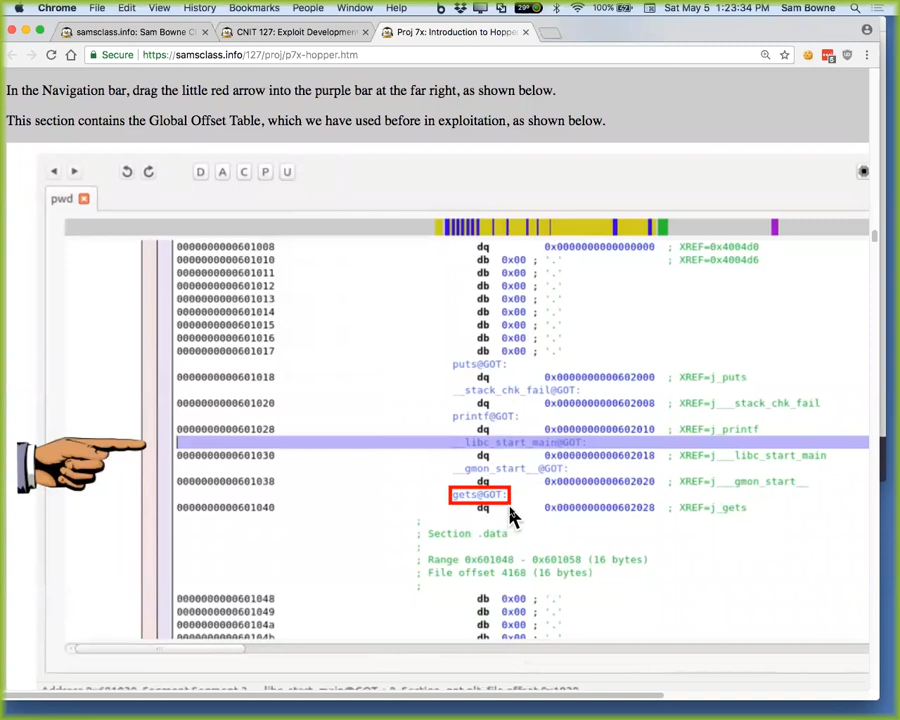 Chrome File Edit View History Bookmarks People Window Help 29° 100% Sat May 5 1:23:34 PM Sam Bowne
samsclass.info: Sam Bowne Cl × CNIT 127: Exploit Developmen × Proj 7x: Introduction to Hoppe ×
Secure https://samsclass.info/127/proj/p7x-hopper.htm
In the Navigation bar, drag the little red arrow into the purple bar at the far right, as shown below.
This section contains the Global Offset Table, which we have used before in exploitation, as shown below.
D A C P U
pwd
0000000000601008 dq 0x0000000000000000 ; XREF=0x4004d0
0000000000601010 db 0x00 ; '.' ; XREF=0x4004d6
0000000000601011 db 0x00 ; '.'
0000000000601012 db 0x00 ; '.'
0000000000601013 db 0x00 ; '.'
0000000000601014 db 0x00 ; '.'
0000000000601015 db 0x00 ; '.'
0000000000601016 db 0x00 ; '.'
0000000000601017 db 0x00 ; '.'
puts@GOT:
0000000000601018 dq 0x0000000000602000 ; XREF=j_puts
__stack_chk_fail@GOT:
0000000000601020 dq 0x0000000000602008 ; XREF=j___stack_chk_fail
printf@GOT:
0000000000601028 dq 0x0000000000602010 ; XREF=j_printf
__libc_start_main@GOT:
0000000000601030 dq 0x0000000000602018 ; XREF=j___libc_start_main
__gmon_start__@GOT:
0000000000601038 dq 0x0000000000602020 ; XREF=j___gmon_start__
gets@GOT:
0000000000601040 dq 0x0000000000602028 ; XREF=j_gets
;
; Section .data
;
; Range 0x601048 - 0x601058 (16 bytes)
; File offset 4168 (16 bytes)
;
0000000000601048 db 0x00 ; '.'
0000000000601049 db 0x00 ; '.'
000000000060104a db 0x00 ; '.'
000000000060104b db 0x00 ; '.'